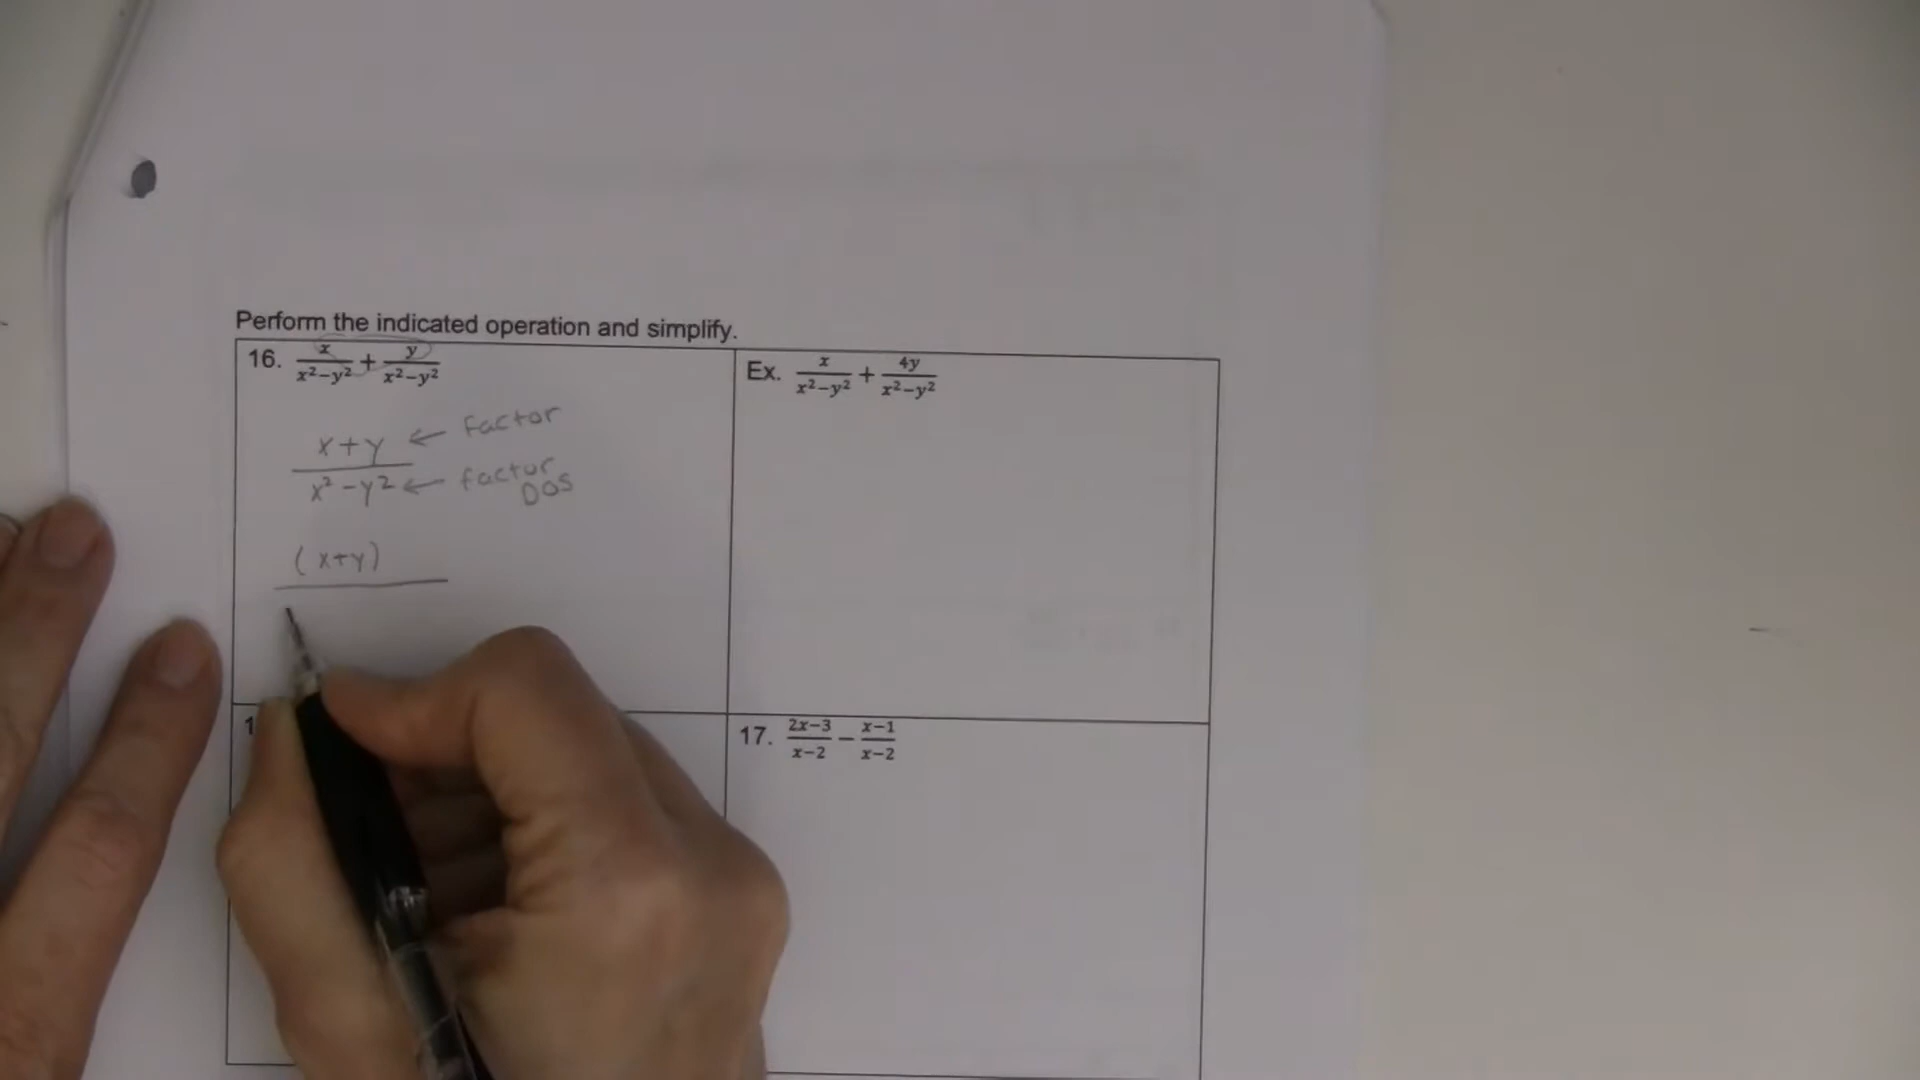 Perform the indicated operation and simplify.
16. x/(x²−y²) + y/(x²−y²)
x+y ← factor
x²−y² ← factor
DOS
(x+y)
Ex. x/(x²−y²) + 4y/(x²−y²)
17. (2x−3)/(x−2) − (x−1)/(x−2)